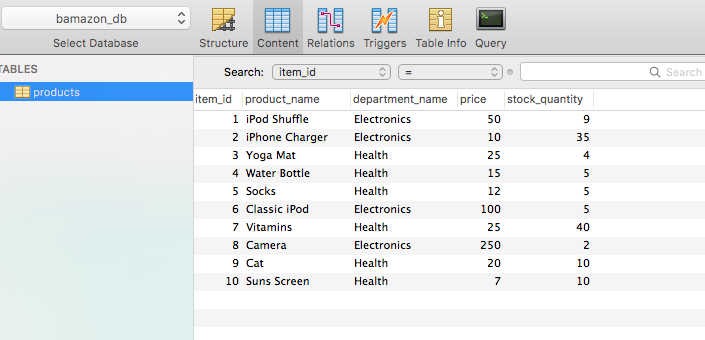 bamazon_db
Select Database
Structure Content Relations Triggers Table Info Query
TABLES
products
Search: item_id = Search
item_id product_name department_name price stock_quantity
1 iPod Shuffle Electronics 50 9
2 iPhone Charger Electronics 10 35
3 Yoga Mat Health 25 4
4 Water Bottle Health 15 5
5 Socks Health 12 5
6 Classic iPod Electronics 100 5
7 Vitamins Health 25 40
8 Camera Electronics 250 2
9 Cat Health 20 10
10 Suns Screen Health 7 10